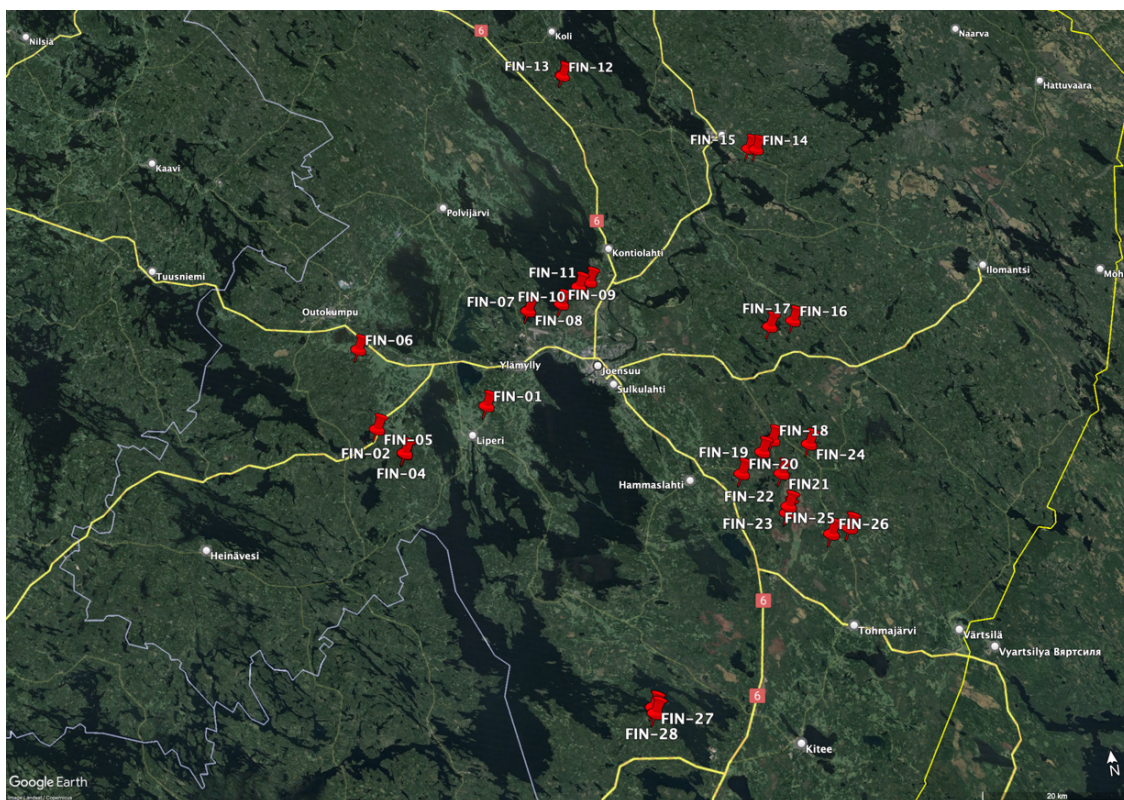 6
Koli
Naarva
Nilsiä
FIN-13
FIN-12
Hattuvaara
FIN-15
FIN-14
Kaavi
Polvijärvi
6
Kontiolahti
Tuusniemi
FIN-11
Ilomantsi
Möh
FIN-07
FIN-10
FIN-09
FIN-08
FIN-17
FIN-16
Outokumpu
FIN-06
Ylämylly
Joensuu
Sulkulahti
FIN-01
FIN-05
FIN-02
Liperi
FIN-04
FIN-18
FIN-19
FIN-24
FIN-20
Hammaslahti
FIN21
FIN-22
FIN-23
FIN-25
FIN-26
Heinävesi
6
Tohmajärvi
Värtsilä
Vyartsilya Вяртсиля
6
FIN-27
FIN-28
Kitee
N
Google Earth
Image Landsat / Copernicus
20 km